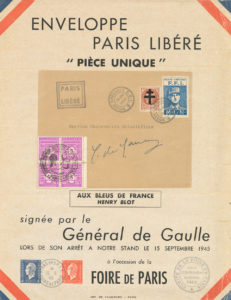 ENVELOPPE
PARIS LIBÉRÉ
"PIÈCE UNIQUE"
PARIS
LIBÉRÉ
AUX BLEUS DE FRANCE
HENRY BLOT
signée par le
Général de Gaulle
LORS DE SON ARRÊT A NOTRE STAND LE 15 SEPTEMBRE 1945
à l'occasion de la
FOIRE DE PARIS